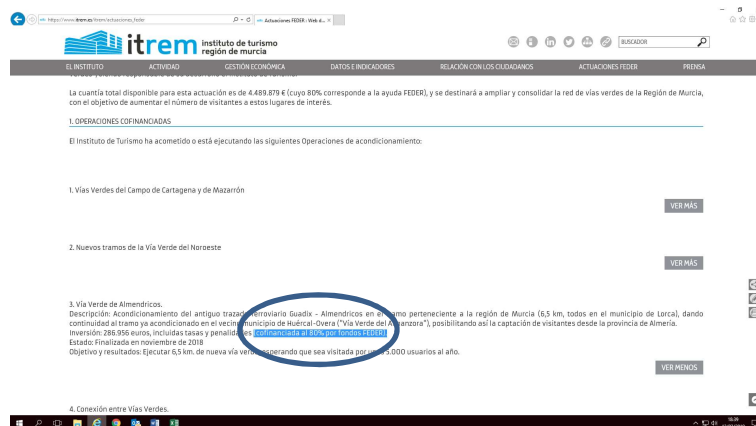 https://www.itrem.es/itrem/actuaciones_feder
Actuaciones FEDER - Web d...
itrem instituto de turismo
región de murcia
BUSCADOR
EL INSTITUTO ACTIVIDAD GESTIÓN ECONÓMICA DATOS E INDICADORES RELACIÓN CON LOS CIUDADANOS ACTUACIONES FEDER PRENSA
La cuantía total disponible para esta actuación es de 4.489.879 € (cuyo 80% corresponde a la ayuda FEDER), y se destinará a ampliar y consolidar la red de vías verdes de la Región de Murcia,
con el objetivo de aumentar el número de visitantes a estos lugares de interés.
1. OPERACIONES COFINANCIADAS
El Instituto de Turismo ha acometido o está ejecutando las siguientes Operaciones de acondicionamiento:
1. Vías Verdes del Campo de Cartagena y de Mazarrón
VER MÁS
2. Nuevos tramos de la Vía Verde del Noroeste
VER MÁS
3. Vía Verde de Almendricos.
Descripción: Acondicionamiento del antiguo trazado ferroviario Guadix - Almendricos en el tramo perteneciente a la región de Murcia (6,5 km, todos en el municipio de Lorca), dando
continuidad al tramo ya acondicionado en el vecino municipio de Huércal-Overa ("Vía Verde del Almanzora"), posibilitando así la captación de visitantes desde la provincia de Almería.
Inversión: 286.956 euros, incluidas tasas y penalidades (cofinanciada al 80% por fondos FEDER).
Estado: Finalizada en noviembre de 2018
Objetivo y resultados: Ejecutar 6,5 km. de nueva vía verde, esperando que sea visitada por unos 5.000 usuarios al año.
VER MENOS
4. Conexión entre Vías Verdes.